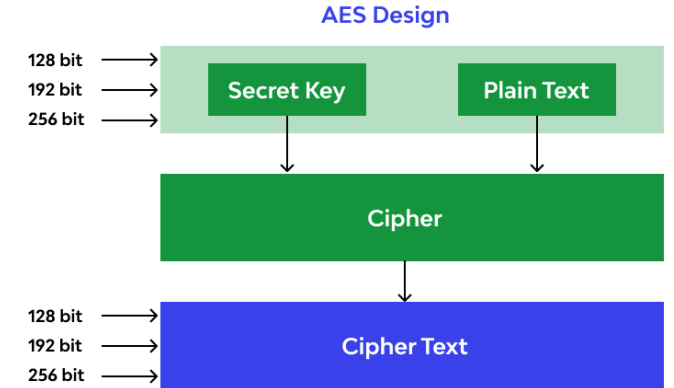 AES Design
128 bit
192 bit
256 bit
Secret Key
Plain Text
Cipher
128 bit
192 bit
256 bit
Cipher Text